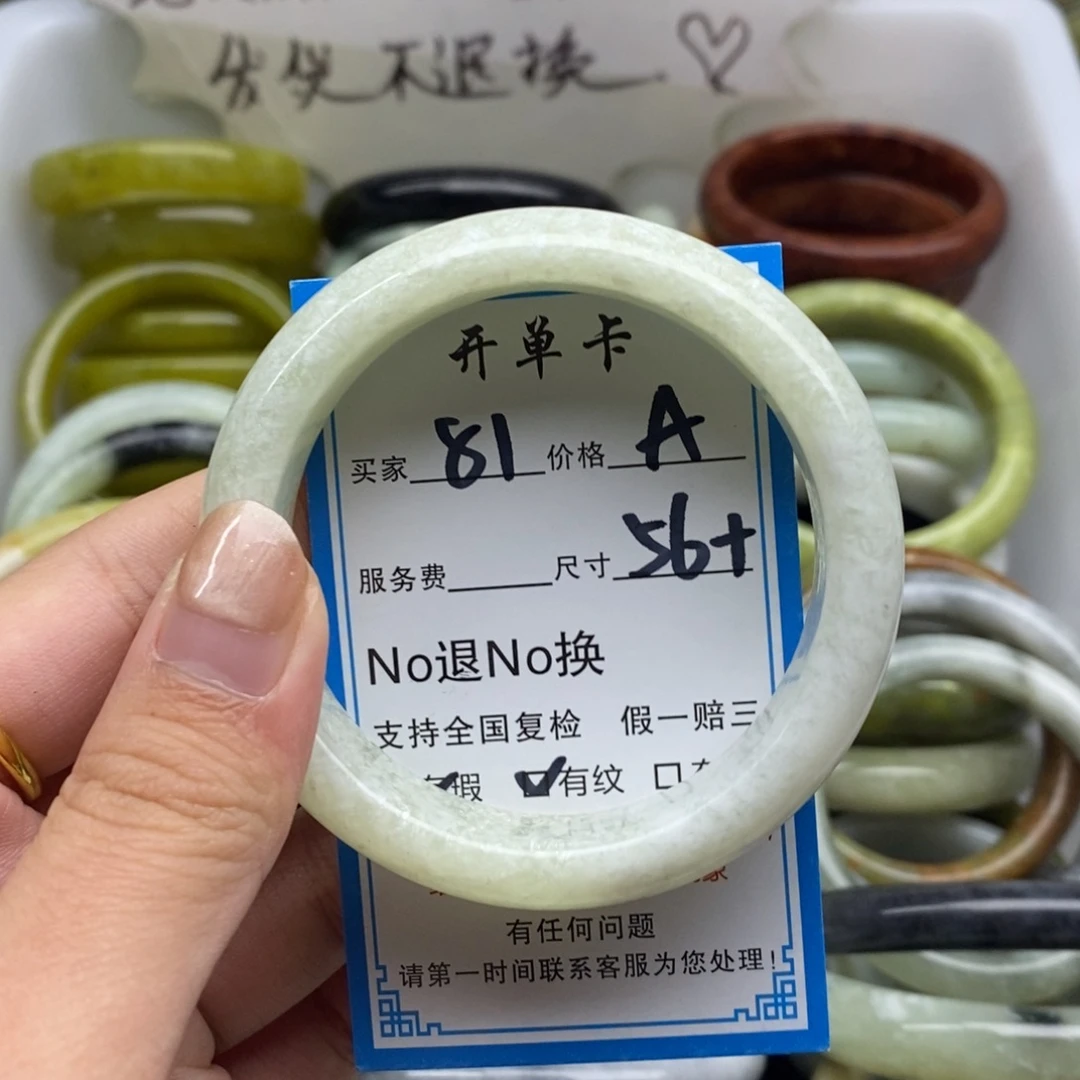 不退换
开单卡
买家 81 价格 A
服务费 尺寸 56+
No退No换
支持全国复检 假一赔三
瑕 ☑有纹 □
有任何问题
请第一时间联系客服为您处理!